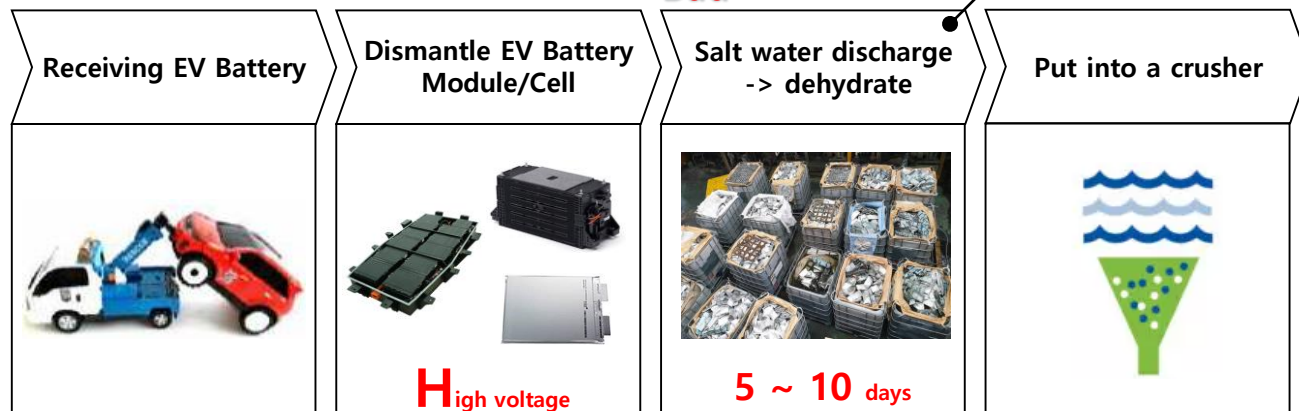 Receiving EV Battery
Dismantle EV Battery
Module/Cell
High voltage
Salt water discharge
-> dehydrate
5 ~ 10 days
Put into a crusher